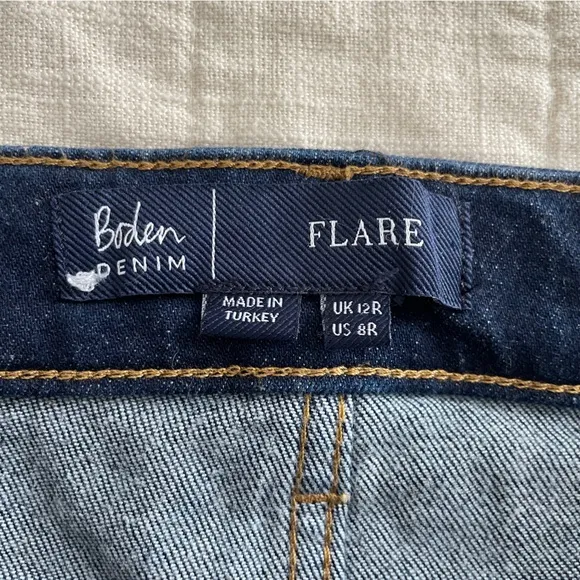 Boden
DENIM
FLARE
MADE IN
TURKEY
UK 12R
US 8R